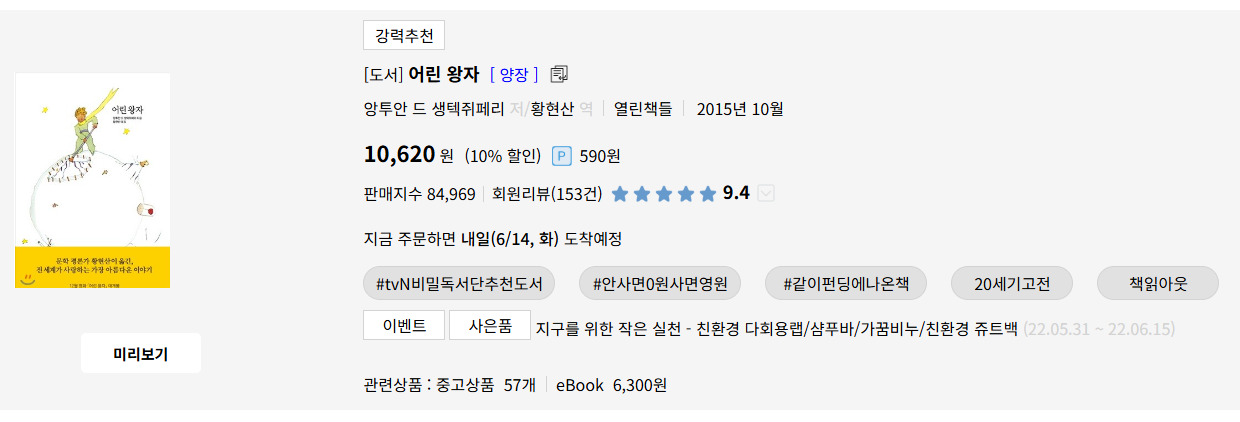 강력추천
[도서] 어린 왕자 [ 양장 ]
앙투안 드 생텍쥐페리 저/황현산 역 | 열린책들 | 2015년 10월
10,620 원 (10% 할인) P 590원
판매지수 84,969 | 회원리뷰(153건) 9.4
지금 주문하면 내일(6/14, 화) 도착예정
#tvN비밀독서단추천도서 #안사면0원사면영원 #같이펀딩에나온책 20세기고전 책읽아웃
이벤트 사은품 지구를 위한 작은 실천 - 친환경 다회용랩/샴푸바/가꿈비누/친환경 쥬트백 (22.05.31 ~ 22.06.15)
관련상품 : 중고상품 57개 | eBook 6,300원
어린 왕자
문학 평론가 황현산이 옮긴,
전 세계가 사랑하는 가장 아름다운 이야기
미리보기